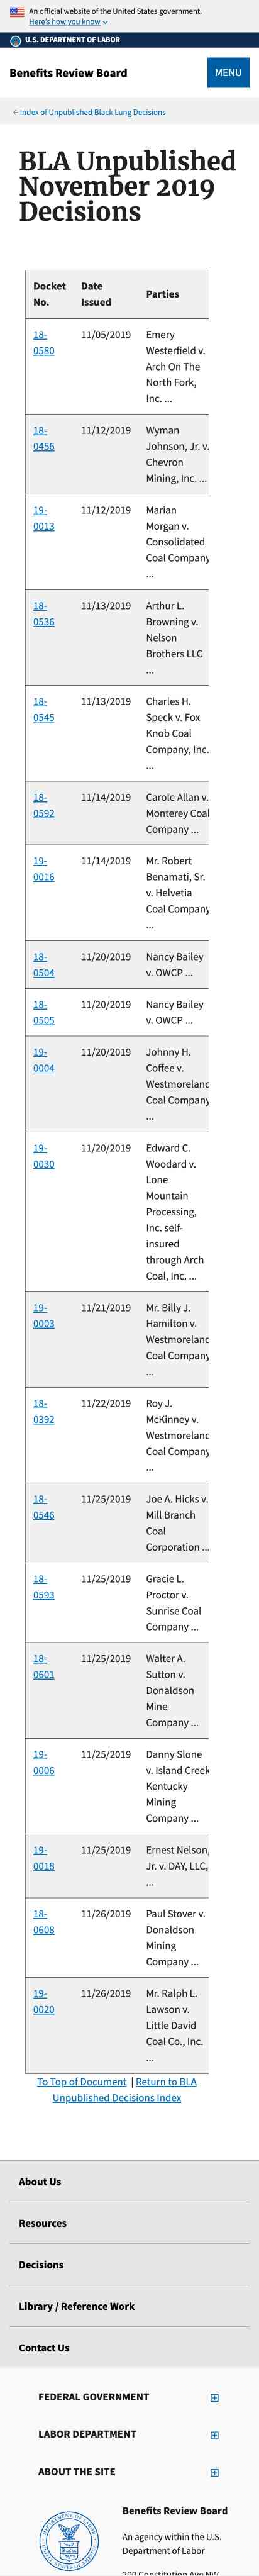 An official website of the United States government.
Here's how you know
U.S. DEPARTMENT OF LABOR
Benefits Review Board
MENU
← Index of Unpublished Black Lung Decisions
BLA Unpublished
November 2019
Decisions
Docket Date
No. Issued Parties
18- 11/05/2019 Emery
0580 Westerfield v.
Arch On The
North Fork,
Inc. ...
18- 11/12/2019 Wyman
0456 Johnson, Jr. v.
Chevron
Mining, Inc. ...
19- 11/12/2019 Marian
0013 Morgan v.
Consolidated
Coal Company
...
18- 11/13/2019 Arthur L.
0536 Browning v.
Nelson
Brothers LLC
...
18- 11/13/2019 Charles H.
0545 Speck v. Fox
Knob Coal
Company, Inc.
...
18- 11/14/2019 Carole Allan v.
0592 Monterey Coal
Company ...
19- 11/14/2019 Mr. Robert
0016 Benamati, Sr.
v. Helvetia
Coal Company
...
18- 11/20/2019 Nancy Bailey
0504 v. OWCP ...
18- 11/20/2019 Nancy Bailey
0505 v. OWCP ...
19- 11/20/2019 Johnny H.
0004 Coffee v.
Westmoreland
Coal Company
...
19- 11/20/2019 Edward C.
0030 Woodard v.
Lone
Mountain
Processing,
Inc. self-
insured
through Arch
Coal, Inc. ...
19- 11/21/2019 Mr. Billy J.
0003 Hamilton v.
Westmoreland
Coal Company
...
18- 11/22/2019 Roy J.
0392 McKinney v.
Westmoreland
Coal Company
...
18- 11/25/2019 Joe A. Hicks v.
0546 Mill Branch
Coal
Corporation ...
18- 11/25/2019 Gracie L.
0593 Proctor v.
Sunrise Coal
Company ...
18- 11/25/2019 Walter A.
0601 Sutton v.
Donaldson
Mine
Company ...
19- 11/25/2019 Danny Slone
0006 v. Island Creek
Kentucky
Mining
Company ...
19- 11/25/2019 Ernest Nelson,
0018 Jr. v. DAY, LLC,
...
18- 11/26/2019 Paul Stover v.
0608 Donaldson
Mining
Company ...
19- 11/26/2019 Mr. Ralph L.
0020 Lawson v.
Little David
Coal Co., Inc.
...
To Top of Document | Return to BLA
Unpublished Decisions Index
About Us
Resources
Decisions
Library / Reference Work
Contact Us
FEDERAL GOVERNMENT
LABOR DEPARTMENT
ABOUT THE SITE
Benefits Review Board
An agency within the U.S.
Department of Labor
200 Constitution Ave NW